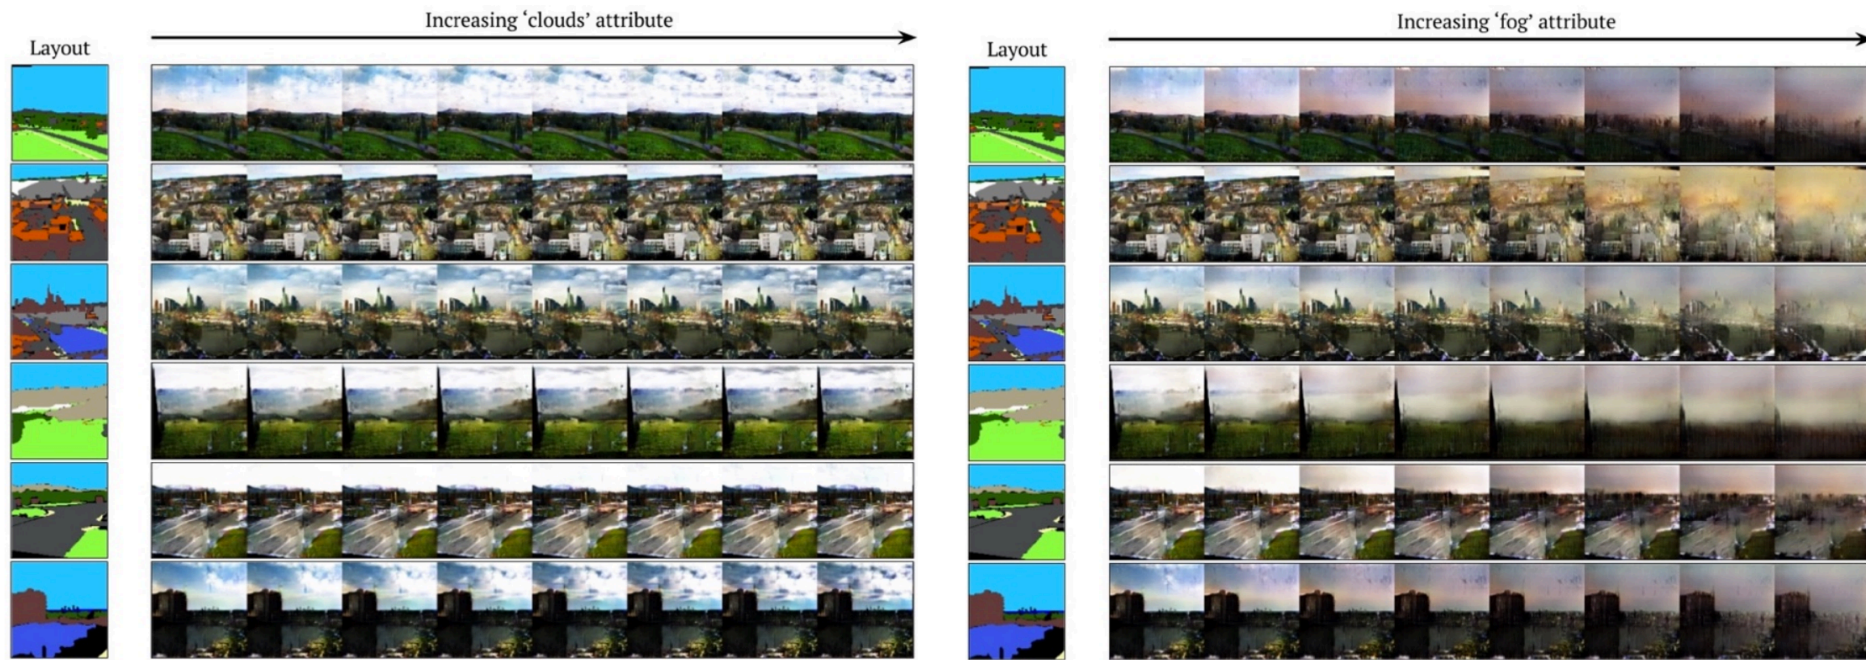 Increasing ‘clouds’ attribute
Layout
Increasing ‘fog’ attribute
Layout